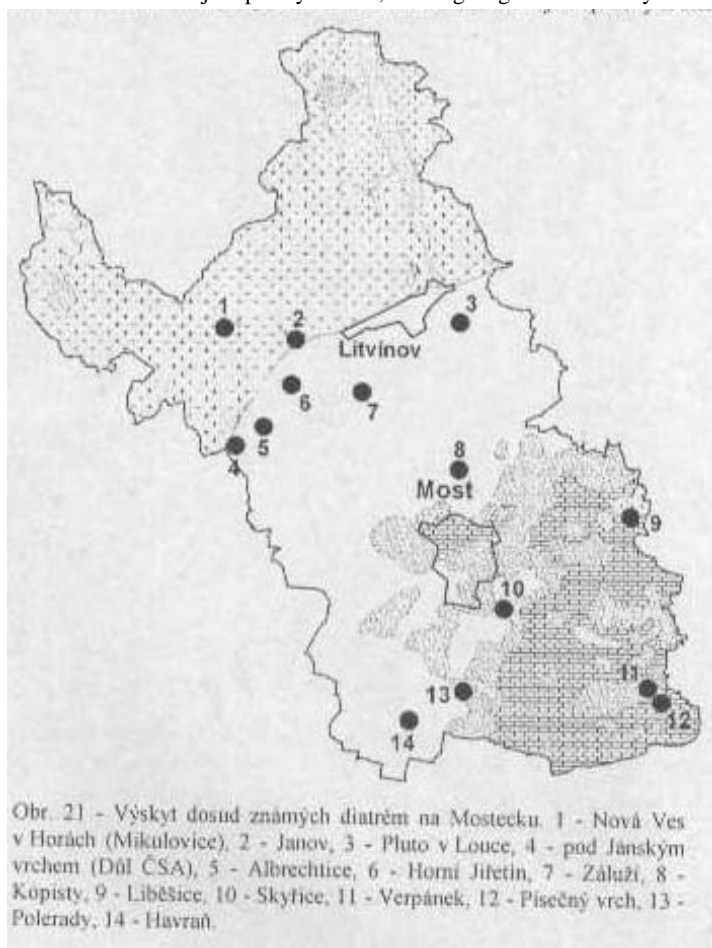 1
2
3
Litvínov
6
7
5
4
8
Most
9
10
11
13
12
14
Obr. 21 - Výskyt dosud známých diatrém na Mostecku. 1 - Nová Ves
v Horách (Mikulovice), 2 - Janov, 3 - Pluto v Louce, 4 - pod Jánským
vrchem (Důl ČSA), 5 - Albrechtice, 6 - Horní Jiřetín, 7 - Záluží, 8 -
Kopisty, 9 - Liběšice, 10 - Skyřice, 11 - Verpánek, 12 - Písečný vrch, 13 -
Polerady, 14 - Havraň.